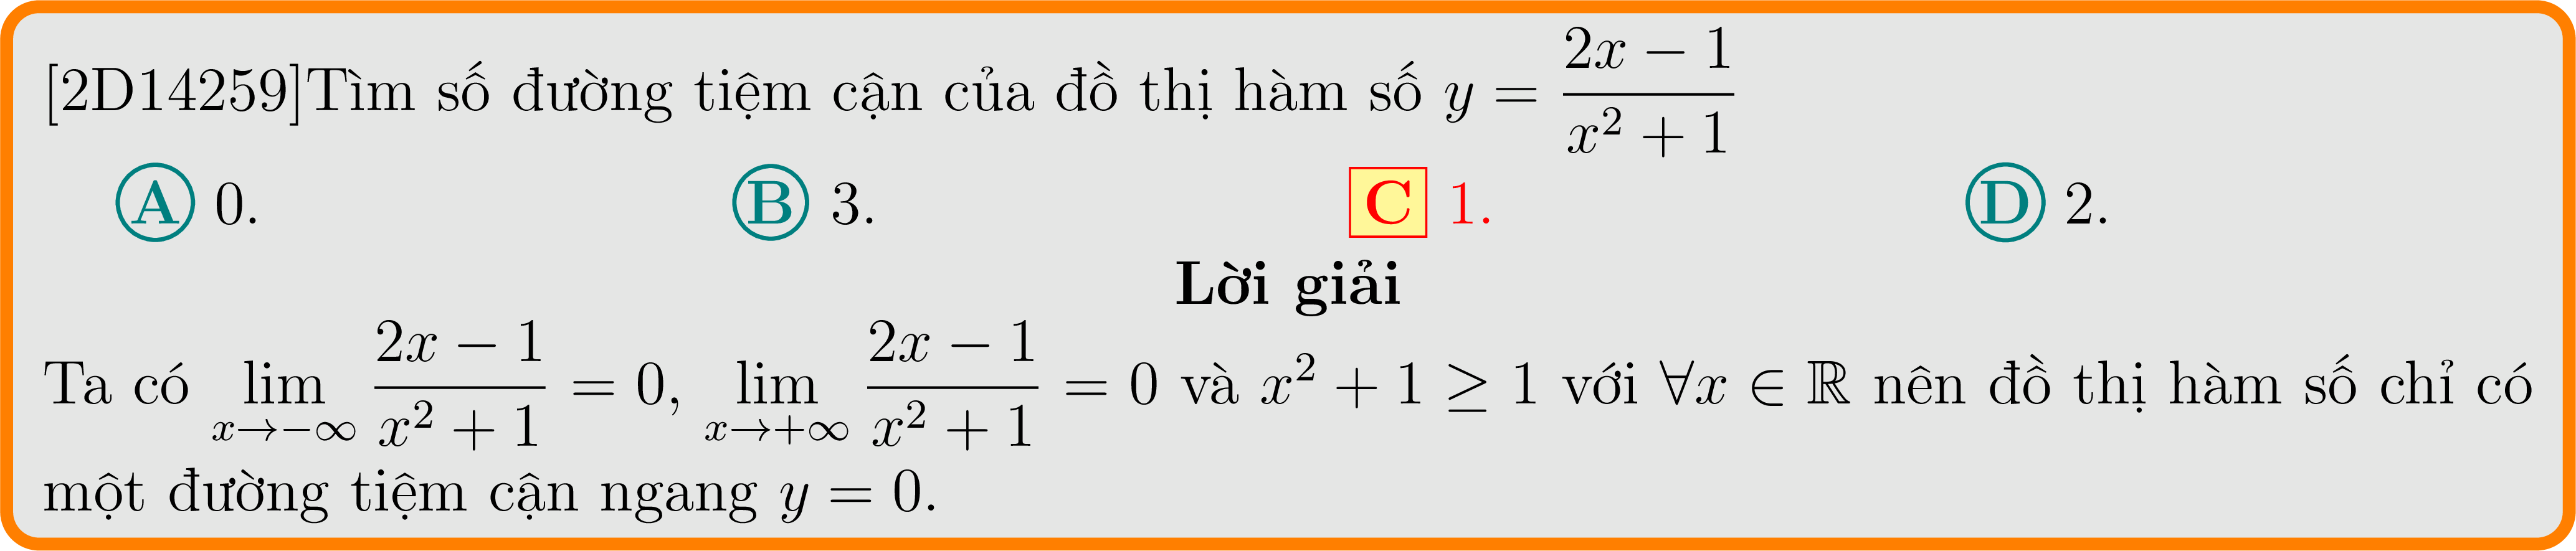 [2D14259]Tìm số đường tiệm cận của đồ thị hàm số $y = \dfrac{2x-1}{x^2+1}$
A 0. B 3. C 1. D 2.
Lời giải
Ta có $\lim\limits_{x\to-\infty} \dfrac{2x-1}{x^2+1} = 0$, $\lim\limits_{x\to+\infty} \dfrac{2x-1}{x^2+1} = 0$ và $x^2 + 1 \geq 1$ với $\forall x \in \mathbb{R}$ nên đồ thị hàm số chỉ có
một đường tiệm cận ngang $y = 0$.